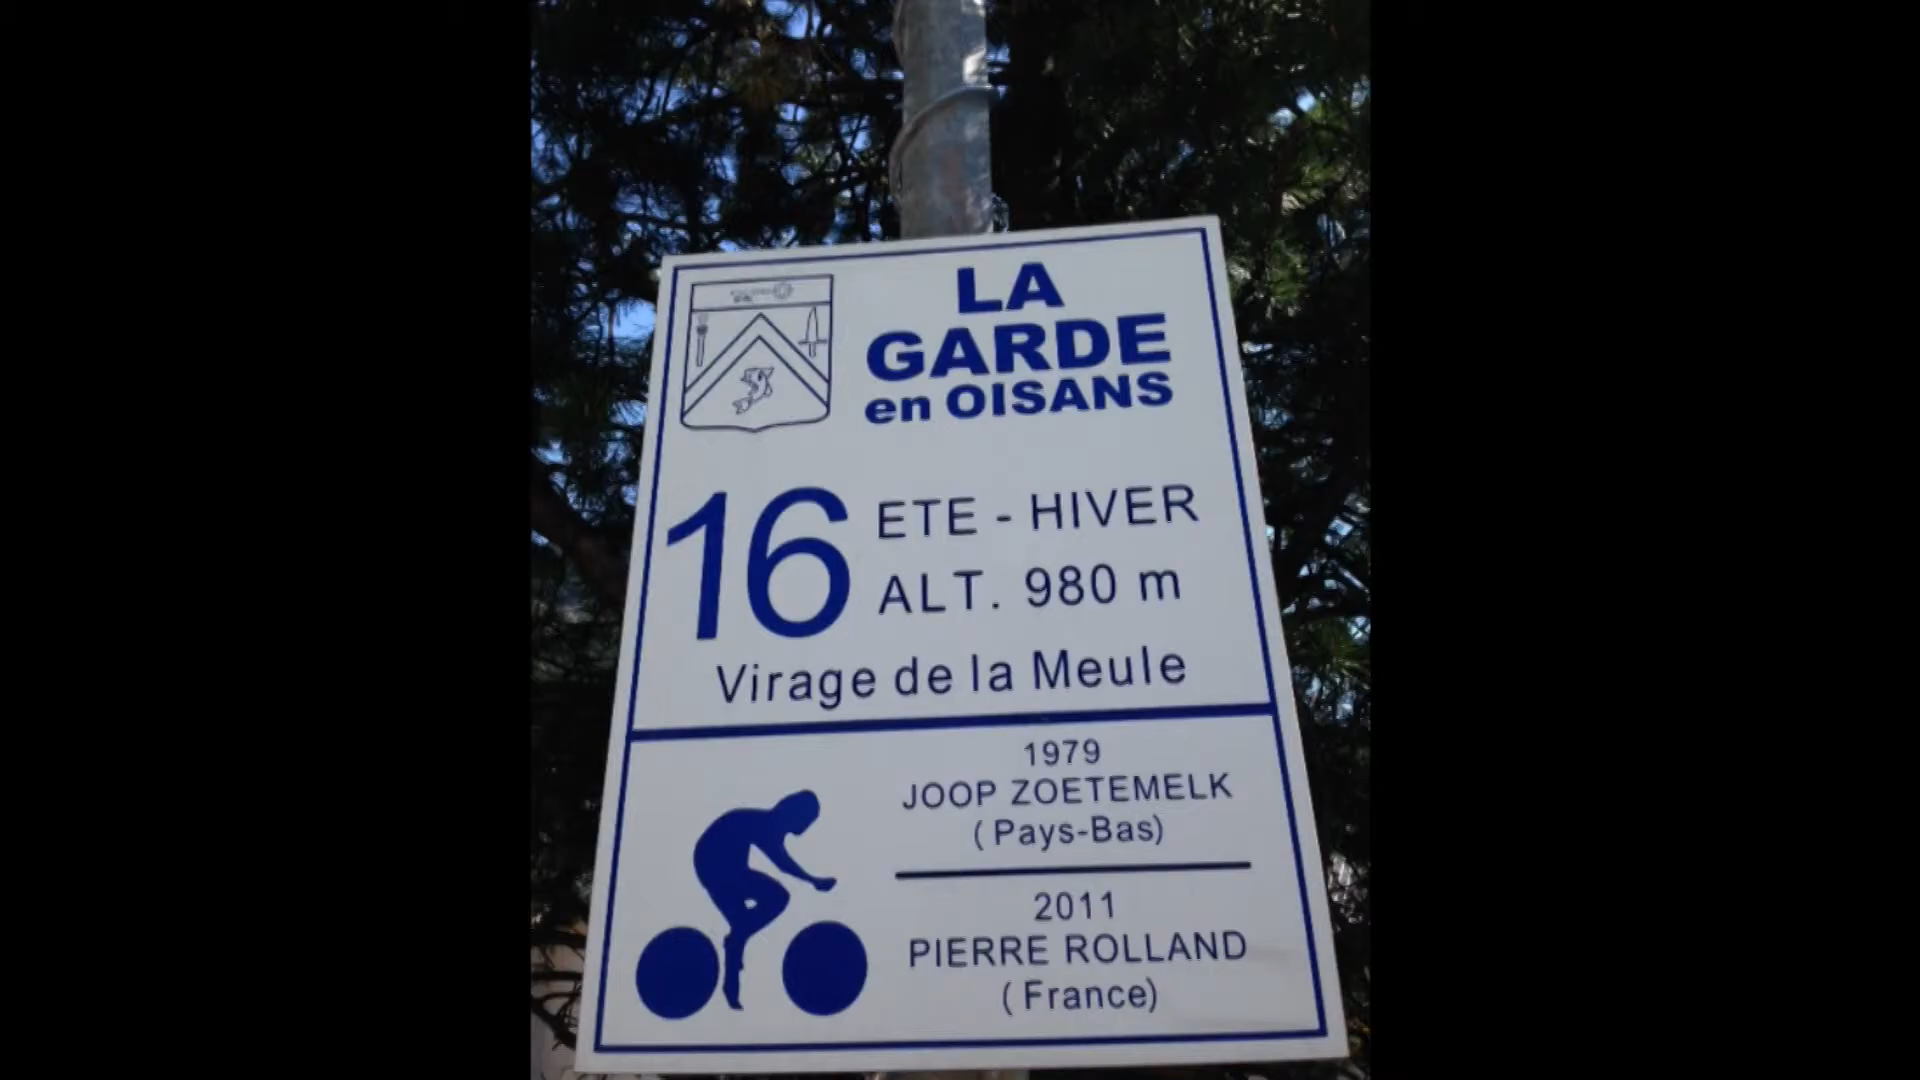 LA
GARDE
en OISANS
16
ETE - HIVER
ALT. 980 m
Virage de la Meule
1979
JOOP ZOETEMELK
( Pays-Bas)
2011
PIERRE ROLLAND
( France)